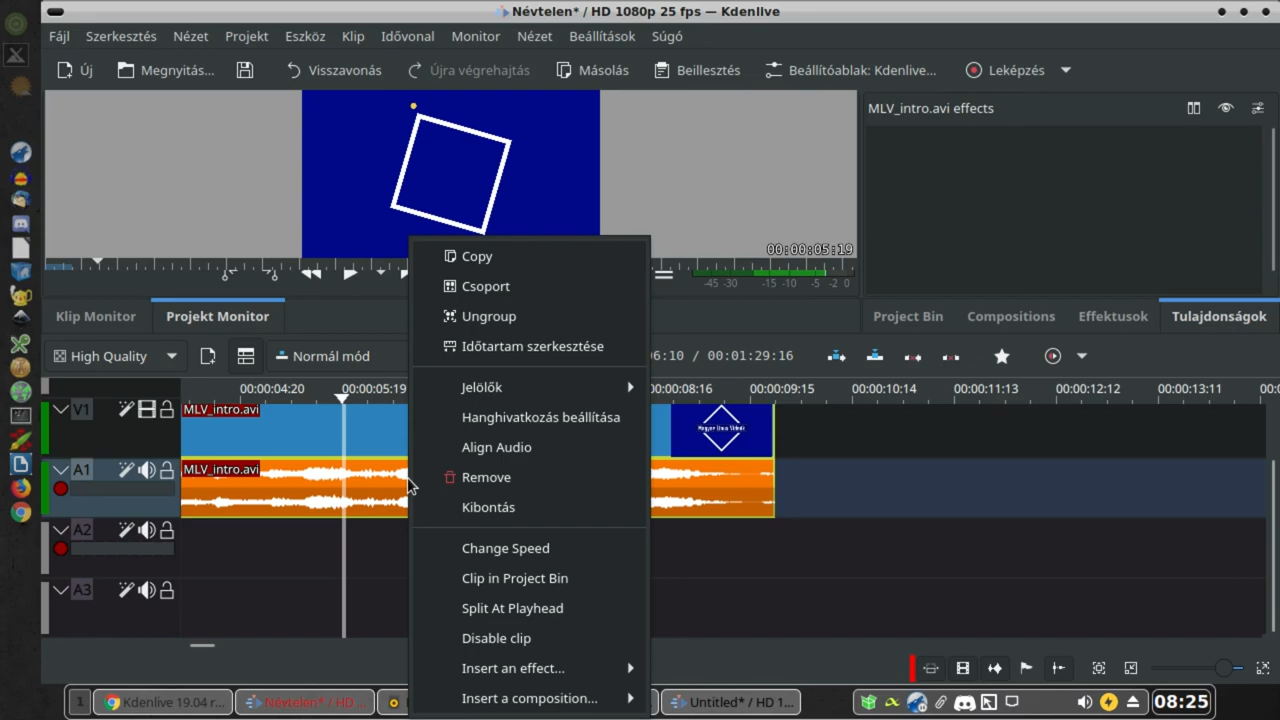 Névtelen* / HD 1080p 25 fps — Kdenlive
Fájl Szerkesztés Nézet Projekt Eszköz Klip Idővonal Monitor Nézet Beállítások Súgó
Új Megnyitás... Visszavonás Újra végrehajtás Másolás Beillesztés Beállítóablak: Kdenlive... Leképzés
MLV_intro.avi effects
00:00:05:19
-45 -30 -15 -10 -5 -2 0
Klip Monitor Projekt Monitor Project Bin Compositions Effektusok Tulajdonságok
High Quality Normál mód 06:10 / 00:01:29:16
00:00:04:20 00:00:05:19 00:00:08:16 00:00:09:15 00:00:10:14 00:00:11:13 00:00:12:12 00:00:13:11
V1 MLV_intro.avi
Magyar Linux Videók
A1 MLV_intro.avi
A2
A3
Copy
Csoport
Ungroup
Időtartam szerkesztése
Jelölők
Hanghivatkozás beállítása
Align Audio
Remove
Kibontás
Change Speed
Clip in Project Bin
Split At Playhead
Disable clip
Insert an effect...
Insert a composition...
1 Kdenlive 19.04 r... Névtelen* / HD ... Untitled* / HD 1... 08:25